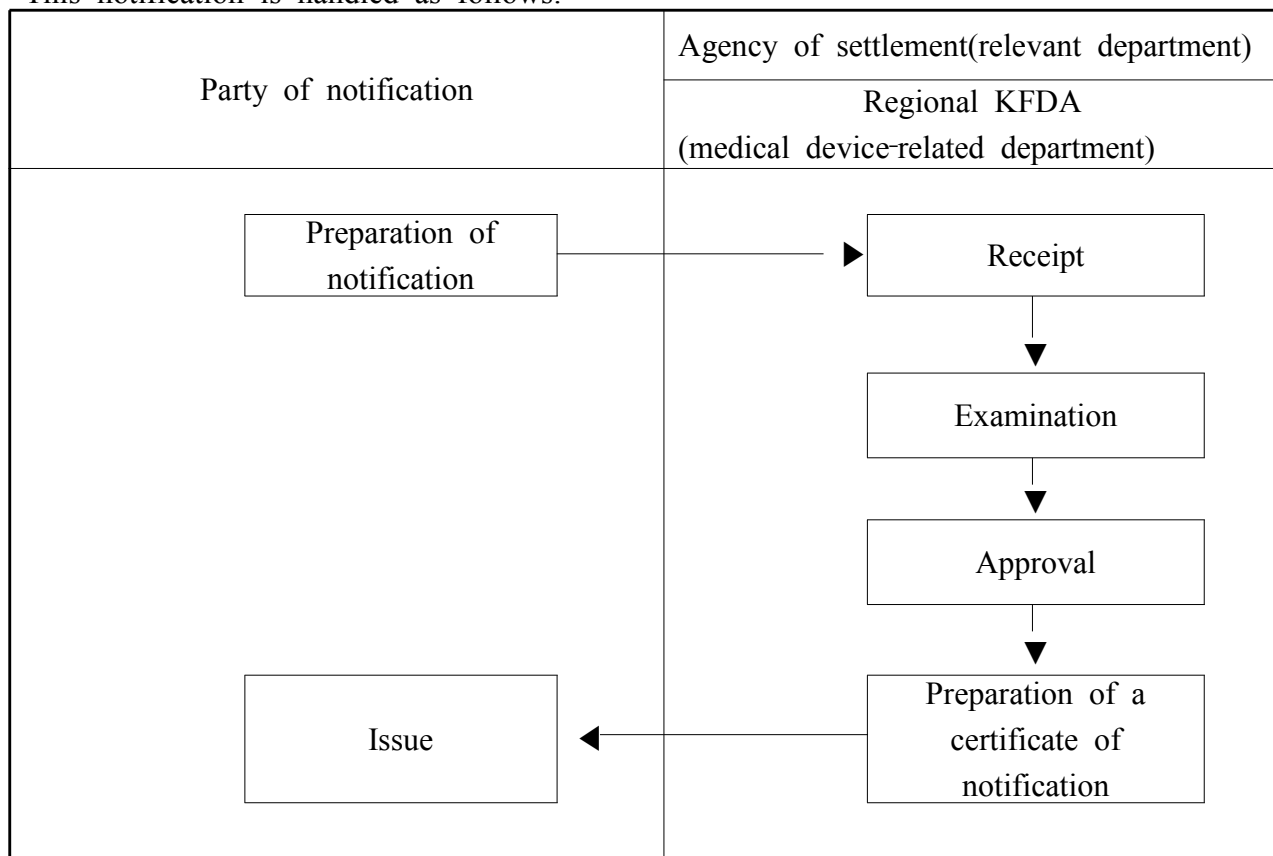 This notification is handled as follows:
Party of notification
Agency of settlement(relevant department)
Regional KFDA
(medical device-related department)
Preparation of
notification
Receipt
Examination
Approval
Preparation of a
certificate of
notification
Issue